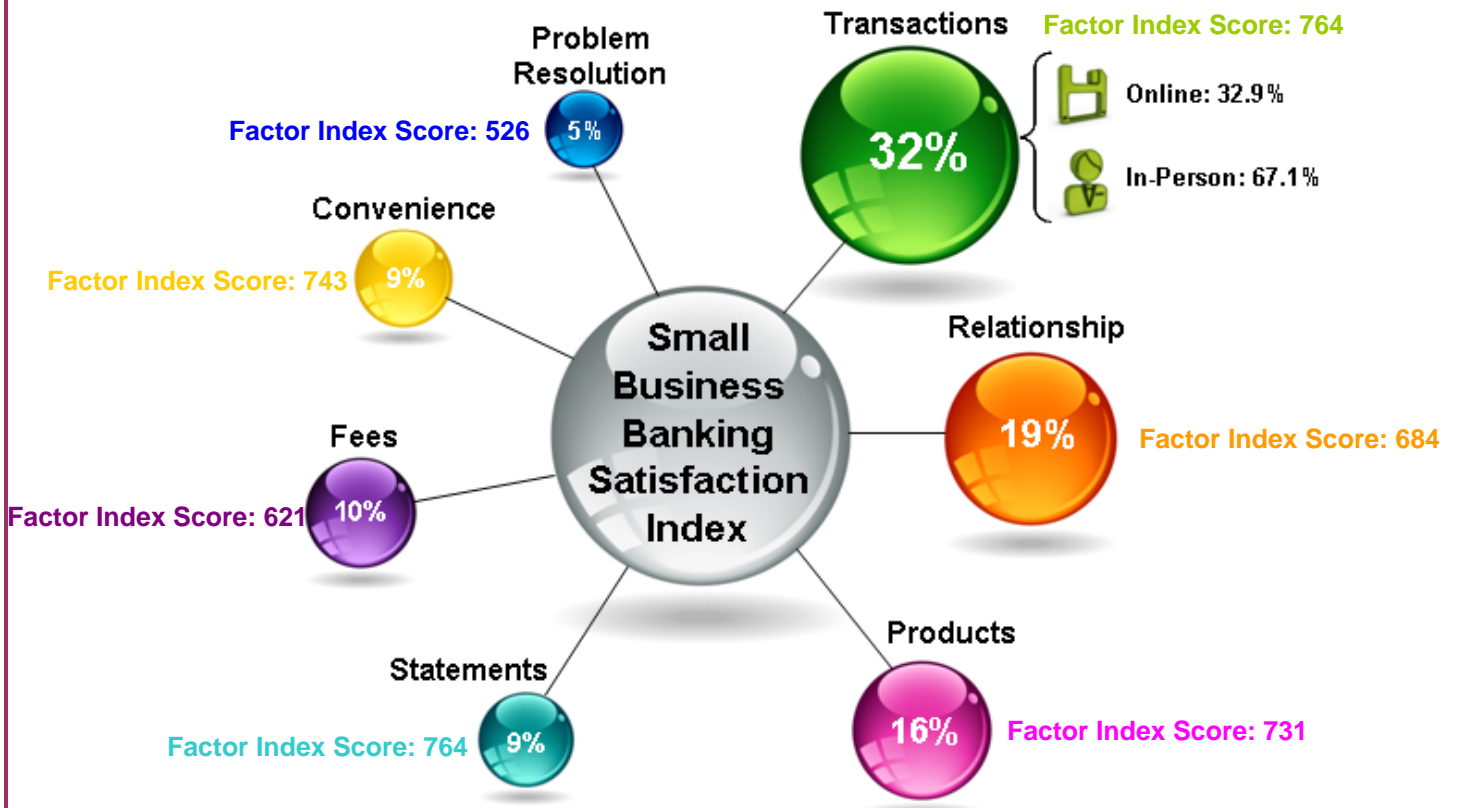 Transactions
Factor Index Score: 764
32%
Online: 32.9%
In-Person: 67.1%
Problem
Resolution
Factor Index Score: 526
5%
Convenience
Factor Index Score: 743
9%
Small
Business
Banking
Satisfaction
Index
Relationship
19%
Factor Index Score: 684
Fees
Factor Index Score: 621
10%
Products
16%
Factor Index Score: 731
Statements
Factor Index Score: 764
9%